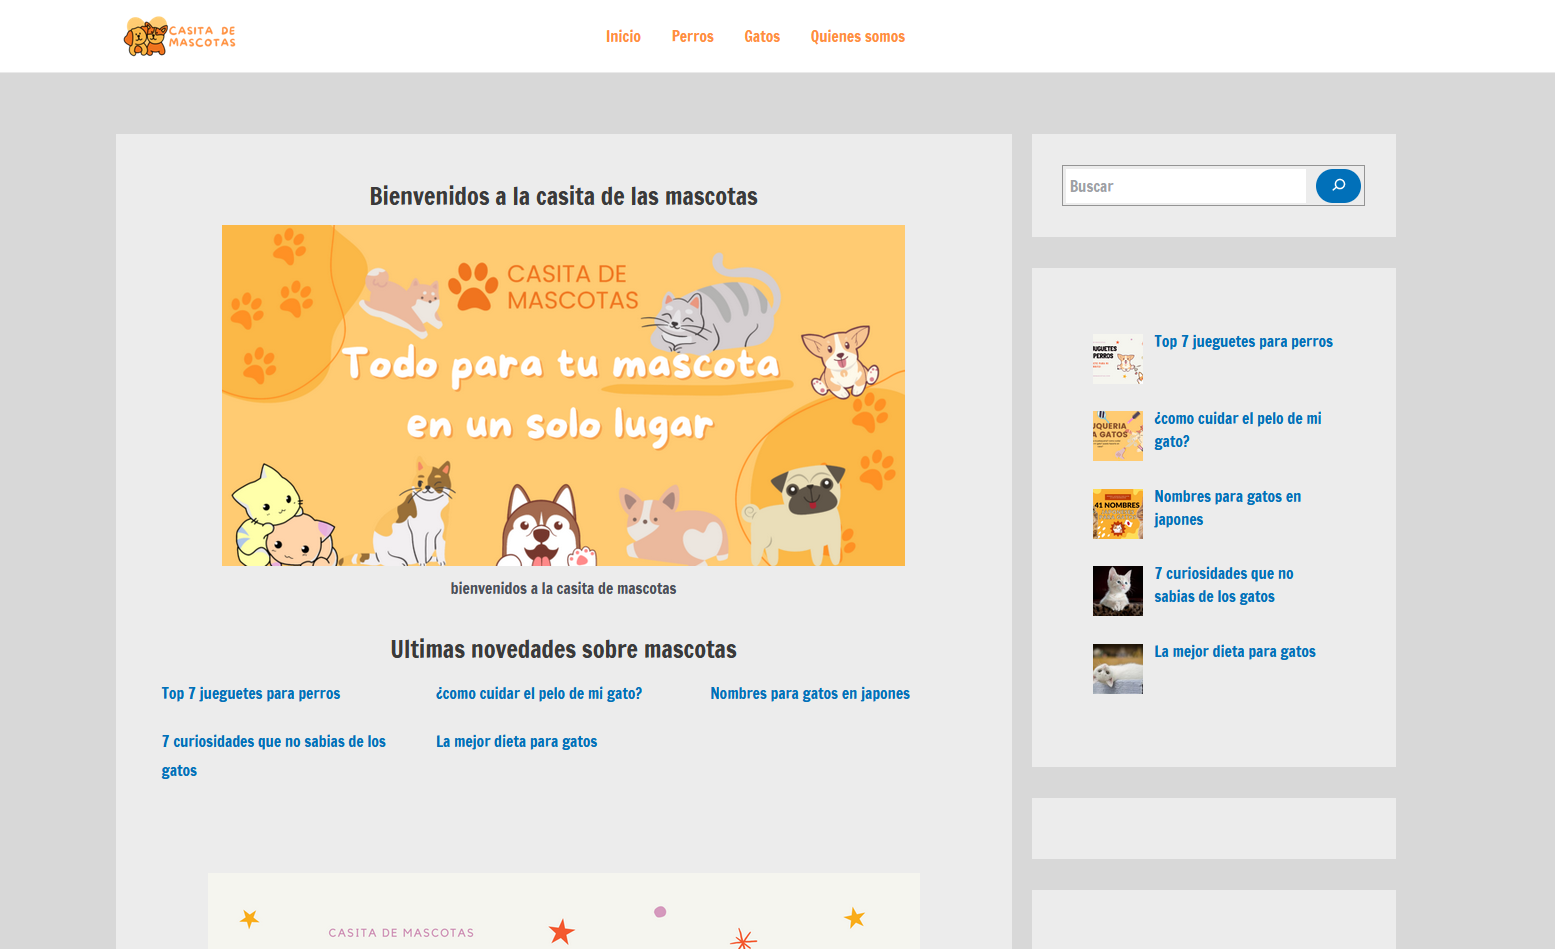 CASITA DE
MASCOTAS
Inicio
Perros
Gatos
Quienes somos
Bienvenidos a la casita de las mascotas
CASITA DE
MASCOTAS
Todo para tu mascota
en un solo lugar
bienvenidos a la casita de mascotas
Ultimas novedades sobre mascotas
Top 7 jueguetes para perros
¿como cuidar el pelo de mi gato?
Nombres para gatos en japones
7 curiosidades que no sabias de los
gatos
La mejor dieta para gatos
CASITA DE MASCOTAS
Buscar
UGUETES
PERROS
Top 7 jueguetes para perros
UQUERIA
A GATOS
¿como cuidar el pelo de mi
gato?
41 NOMBRES
Nombres para gatos en
japones
7 curiosidades que no
sabias de los gatos
La mejor dieta para gatos